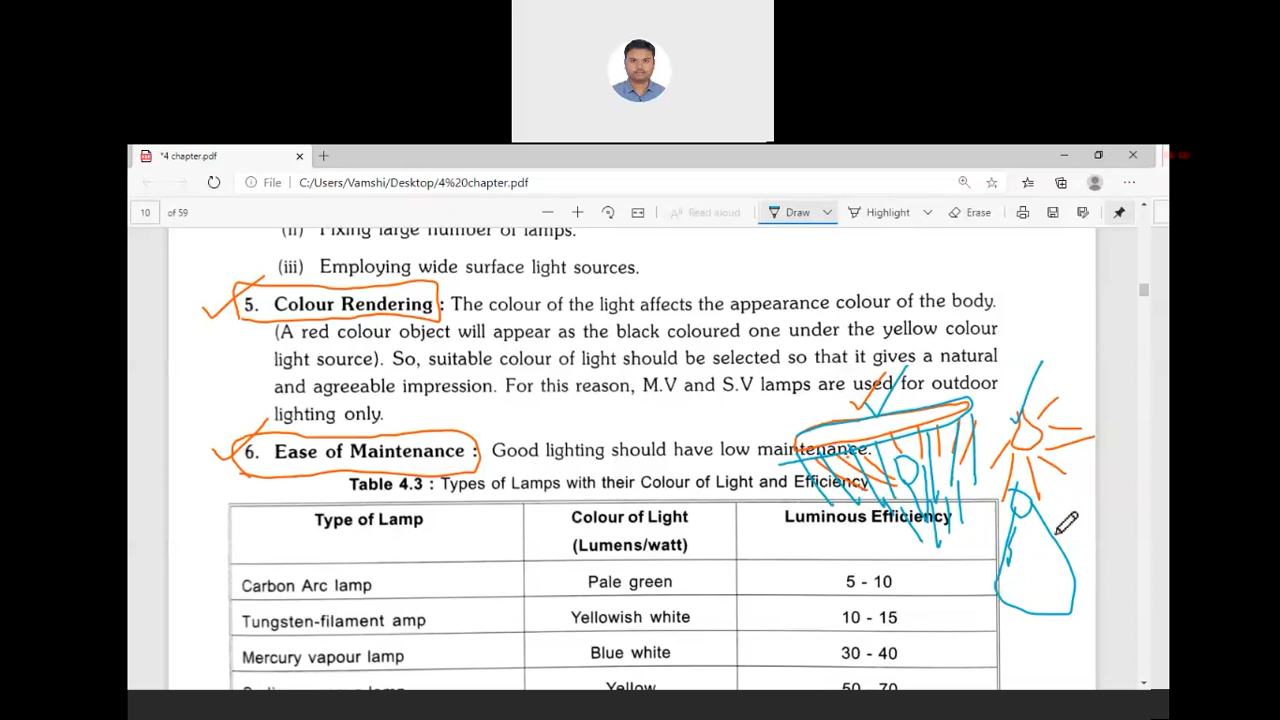 *4 chapter.pdf
File C:/Users/Vamshi/Desktop/4%20chapter.pdf
10 of 59 Read aloud Draw Highlight Erase
(ii) Fixing large number of lamps.
(iii) Employing wide surface light sources.
5. Colour Rendering : The colour of the light affects the appearance colour of the body.
(A red colour object will appear as the black coloured one under the yellow colour
light source). So, suitable colour of light should be selected so that it gives a natural
and agreeable impression. For this reason, M.V and S.V lamps are used for outdoor
lighting only.
6. Ease of Maintenance : Good lighting should have low maintenance.
Table 4.3 : Types of Lamps with their Colour of Light and Efficiency
Type of Lamp Colour of Light Luminous Efficiency
(Lumens/watt)
Carbon Arc lamp Pale green 5 - 10
Tungsten-filament amp Yellowish white 10 - 15
Mercury vapour lamp Blue white 30 - 40
Yellow 50 - 70